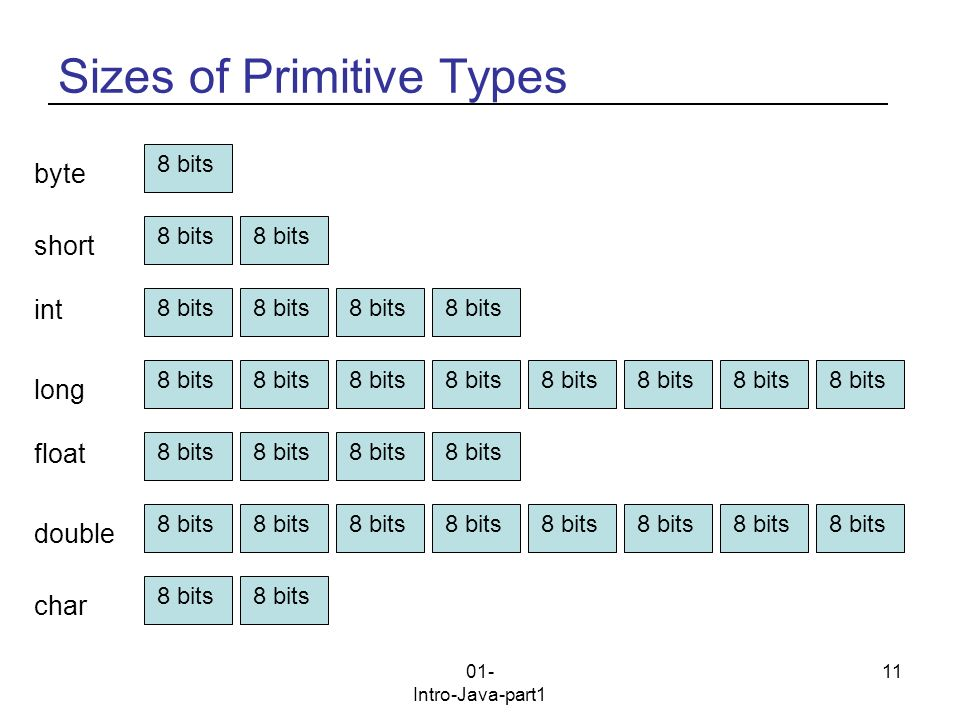 Sizes of Primitive Types
byte 8 bits
short 8 bits 8 bits
int 8 bits 8 bits 8 bits 8 bits
long 8 bits 8 bits 8 bits 8 bits 8 bits 8 bits 8 bits 8 bits
float 8 bits 8 bits 8 bits 8 bits
double 8 bits 8 bits 8 bits 8 bits 8 bits 8 bits 8 bits 8 bits
char 8 bits 8 bits
01- 11
Intro-Java-part1